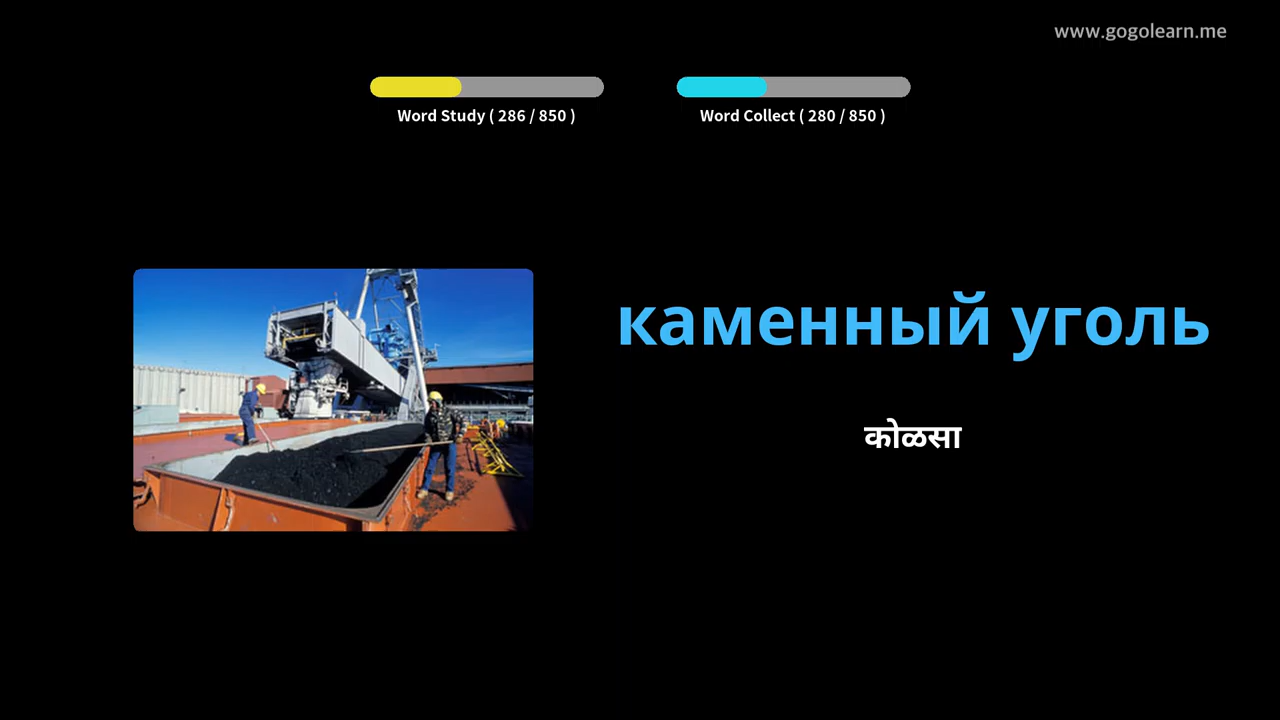 www.gogolearn.me
Word Study ( 286 / 850 )
Word Collect ( 280 / 850 )
каменный уголь
कोळसा